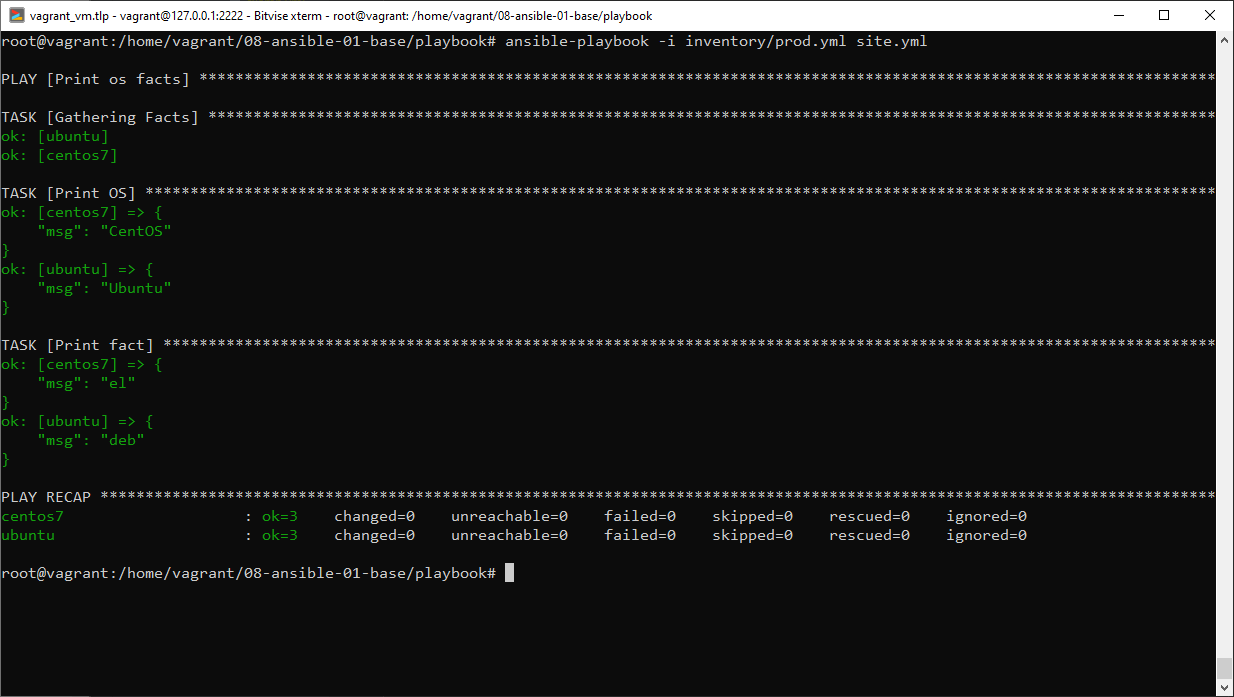 vagrant_vm.tlp - vagrant@127.0.0.1:2222 - Bitvise xterm - root@vagrant: /home/vagrant/08-ansible-01-base/playbook
root@vagrant:/home/vagrant/08-ansible-01-base/playbook# ansible-playbook -i inventory/prod.yml site.yml
PLAY [Print os facts] *****************************************************************************************************************
TASK [Gathering Facts] ****************************************************************************************************************
ok: [ubuntu]
ok: [centos7]
TASK [Print OS] ***********************************************************************************************************************
ok: [centos7] => {
    "msg": "CentOS"
}
ok: [ubuntu] => {
    "msg": "Ubuntu"
}
TASK [Print fact] *********************************************************************************************************************
ok: [centos7] => {
    "msg": "el"
}
ok: [ubuntu] => {
    "msg": "deb"
}
PLAY RECAP ****************************************************************************************************************************
centos7                    : ok=3    changed=0    unreachable=0    failed=0    skipped=0    rescued=0    ignored=0
ubuntu                     : ok=3    changed=0    unreachable=0    failed=0    skipped=0    rescued=0    ignored=0
root@vagrant:/home/vagrant/08-ansible-01-base/playbook#